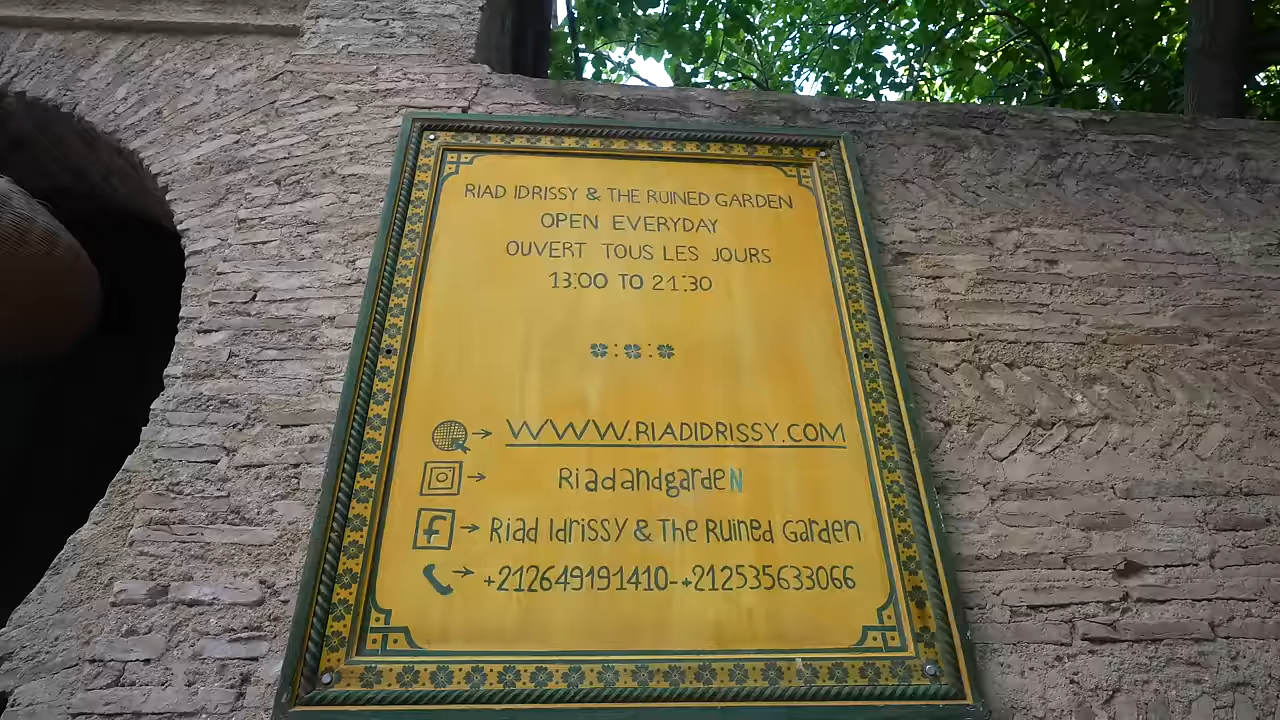 RIAD IDRISSY & THE RUINED GARDEN
OPEN EVERYDAY
OUVERT TOUS LES JOURS
13:00 TO 21:30
WWW.RIADIDRISSY.COM
RiadandgardeN
Riad Idrissy & The Ruined Garden
+212649191410-+212535633066